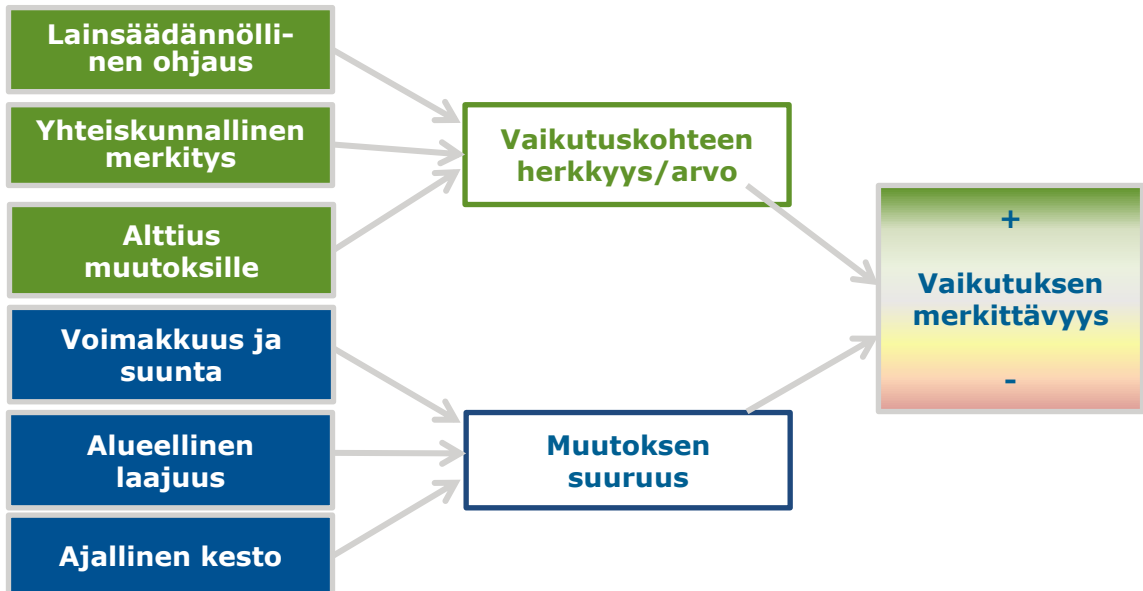 Lainsäädännölli-
nen ohjaus
Yhteiskunnallinen
merkitys
Alttius
muutoksille
Voimakkuus ja
suunta
Alueellinen
laajuus
Ajallinen kesto
Vaikutuskohteen
herkkyys/arvo
Muutoksen
suuruus
+
Vaikutuksen
merkittävyys
-